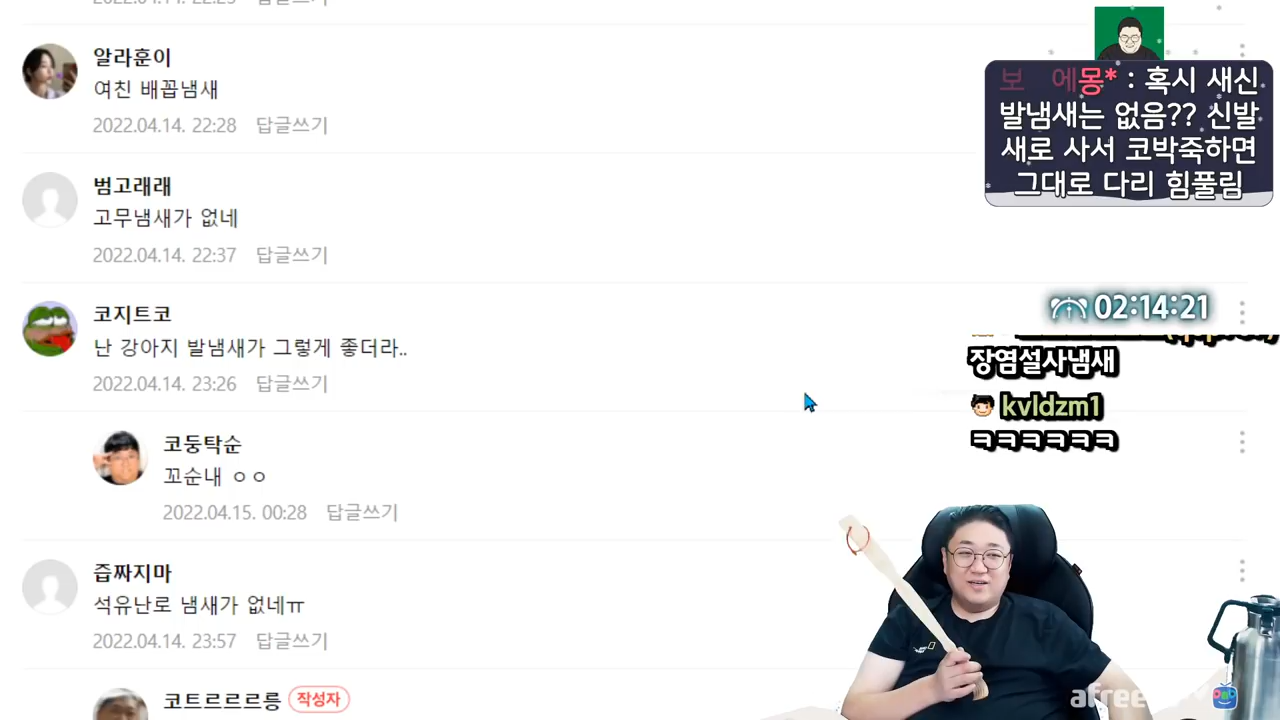 알라훈이
여친 배꼽냄새
2022.04.14. 22:28 답글쓰기
범고래래
고무냄새가 없네
2022.04.14. 22:37 답글쓰기
코지트코
난 강아지 발냄새가 그렇게 좋더라..
2022.04.14. 23:26 답글쓰기
코둥탁순
꼬순내 ㅇㅇ
2022.04.15. 00:28 답글쓰기
즙짜지마
석유난로 냄새가 없네ㅠ
2022.04.14. 23:57 답글쓰기
코트르르르릉 작성자
보 에몽* : 혹시 새신
발냄새는 없음?? 신발
새로 사서 코박죽하면
그대로 다리 힘풀림
02:14:21
장염설사냄새
kvldzm1
ㅋㅋㅋㅋㅋㅋ
afree